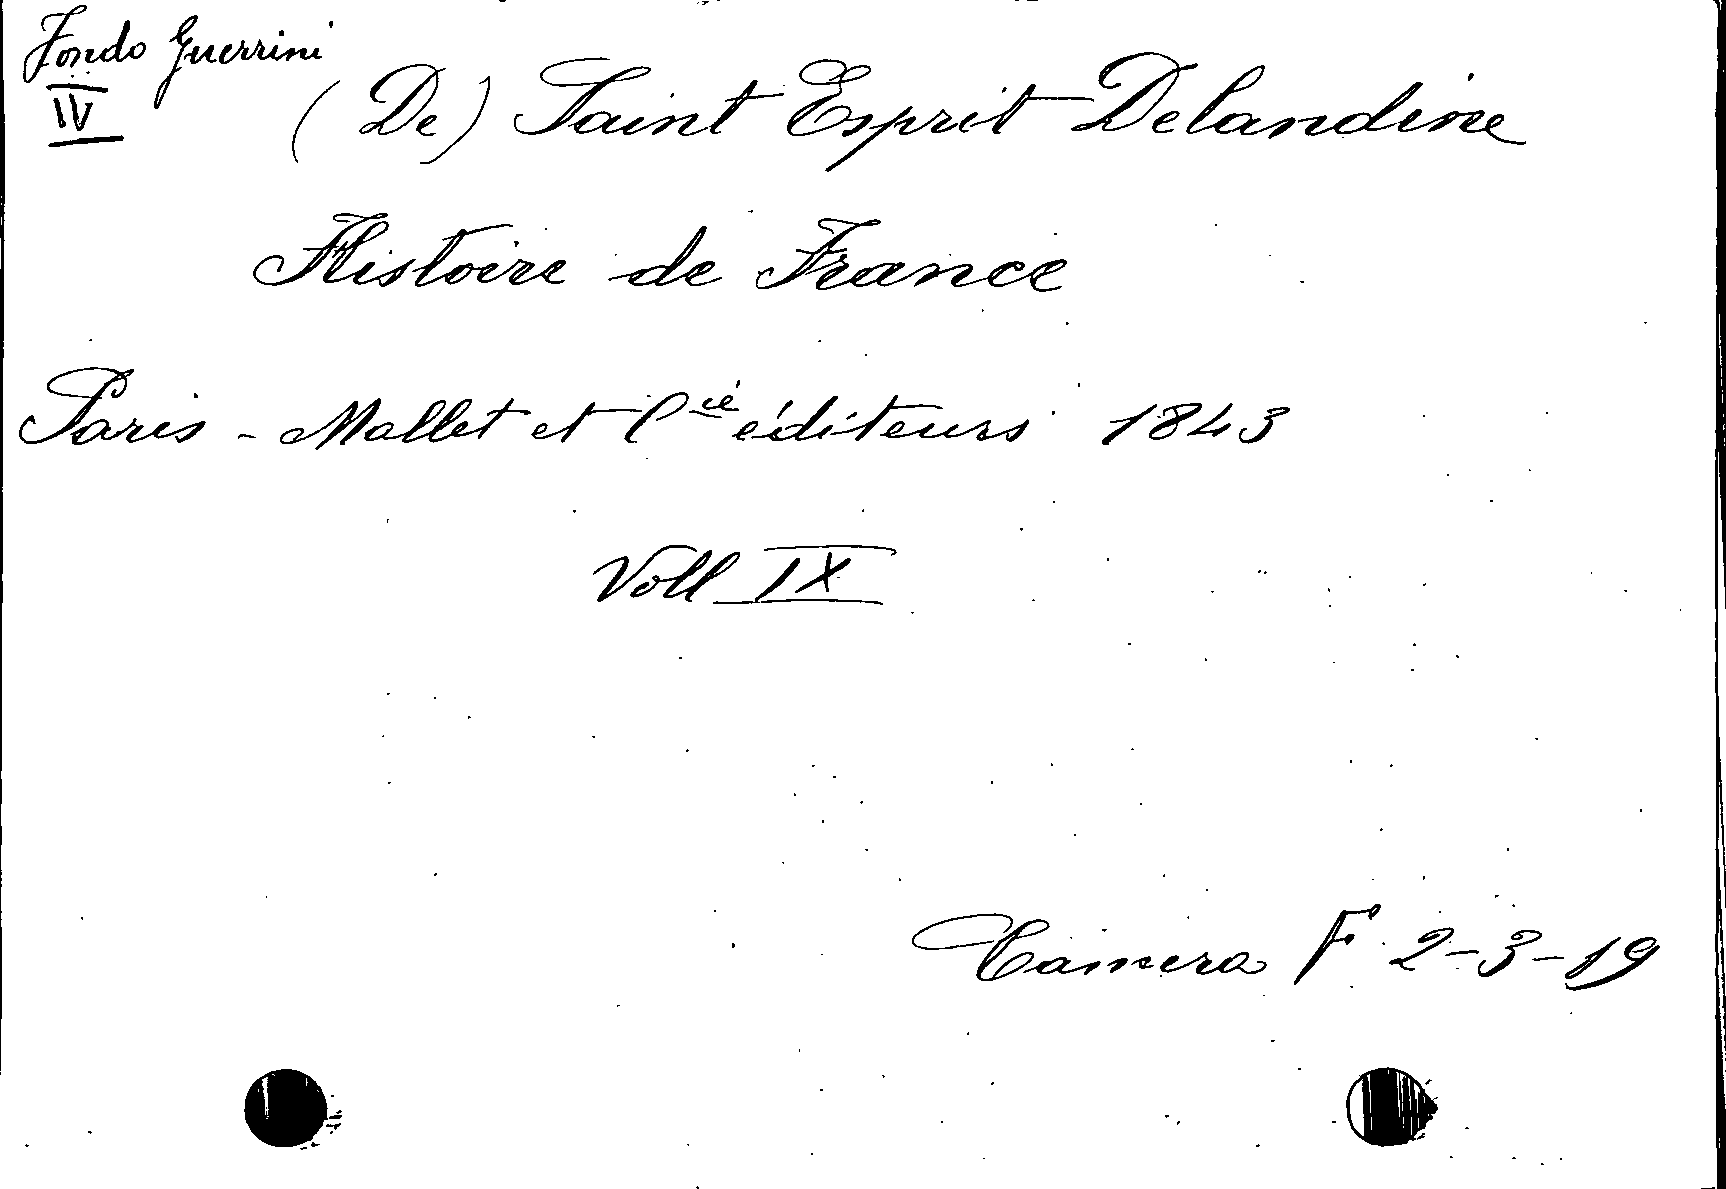 Fondo Guerrini
IV
(De) Saint Esprit Delandine
Histoire de France
Paris - Mallet et Cie éditeurs 1843
Voll IX
Camera F 2-3-19